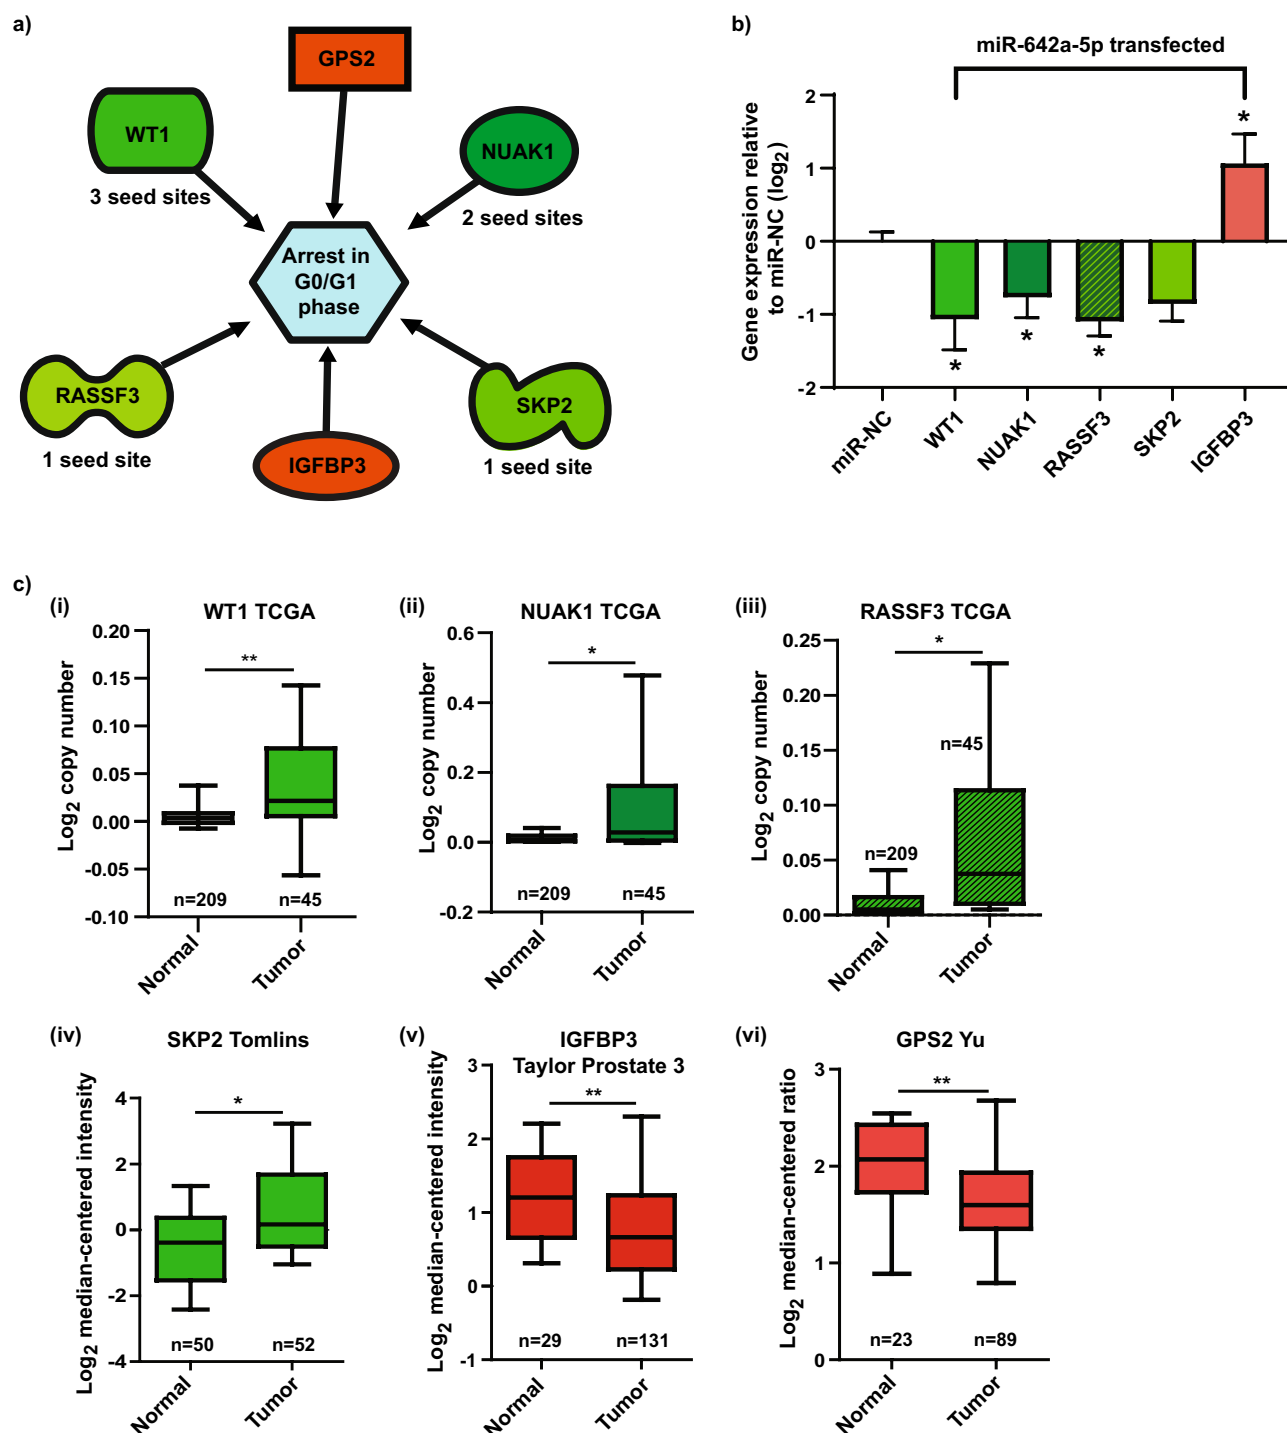 a)
GPS2
WT1
3 seed sites
NUAK1
2 seed sites
Arrest in
G0/G1
phase
RASSF3
1 seed site
IGFBP3
SKP2
1 seed site
b)
miR-642a-5p transfected
Gene expression relative
to miR-NC (log2)
2
1
0
-1
-2
*
*
*
*
miR-NC
WT1
NUAK1
RASSF3
SKP2
IGFBP3
c)
(i)
WT1 TCGA
Log2 copy number
0.20
0.15
0.10
0.05
0.00
-0.05
-0.10
**
n=209
n=45
Normal
Tumor
(ii)
NUAK1 TCGA
Log2 copy number
0.6
0.4
0.2
0.0
-0.2
*
n=209
n=45
Normal
Tumor
(iii)
RASSF3 TCGA
Log2 copy number
0.25
0.20
0.15
0.10
0.05
0.00
*
n=45
n=209
Normal
Tumor
(iv)
SKP2 Tomlins
Log2 median-centered intensity
4
2
0
-2
-4
*
n=50
n=52
Normal
Tumor
(v)
IGFBP3
Taylor Prostate 3
Log2 median-centered intensity
3
2
1
0
-1
**
n=29
n=131
Normal
Tumor
(vi)
GPS2 Yu
Log2 median-centered ratio
3
2
1
0
**
n=23
n=89
Normal
Tumor